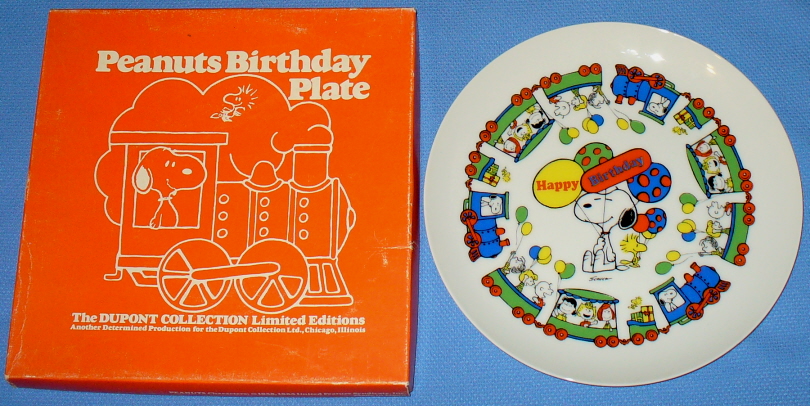 Peanuts Birthday
Plate
The DUPONT COLLECTION Limited Editions
Another Determined Production for the Dupont Collection Ltd., Chicago, Illinois
Happy
Birthday